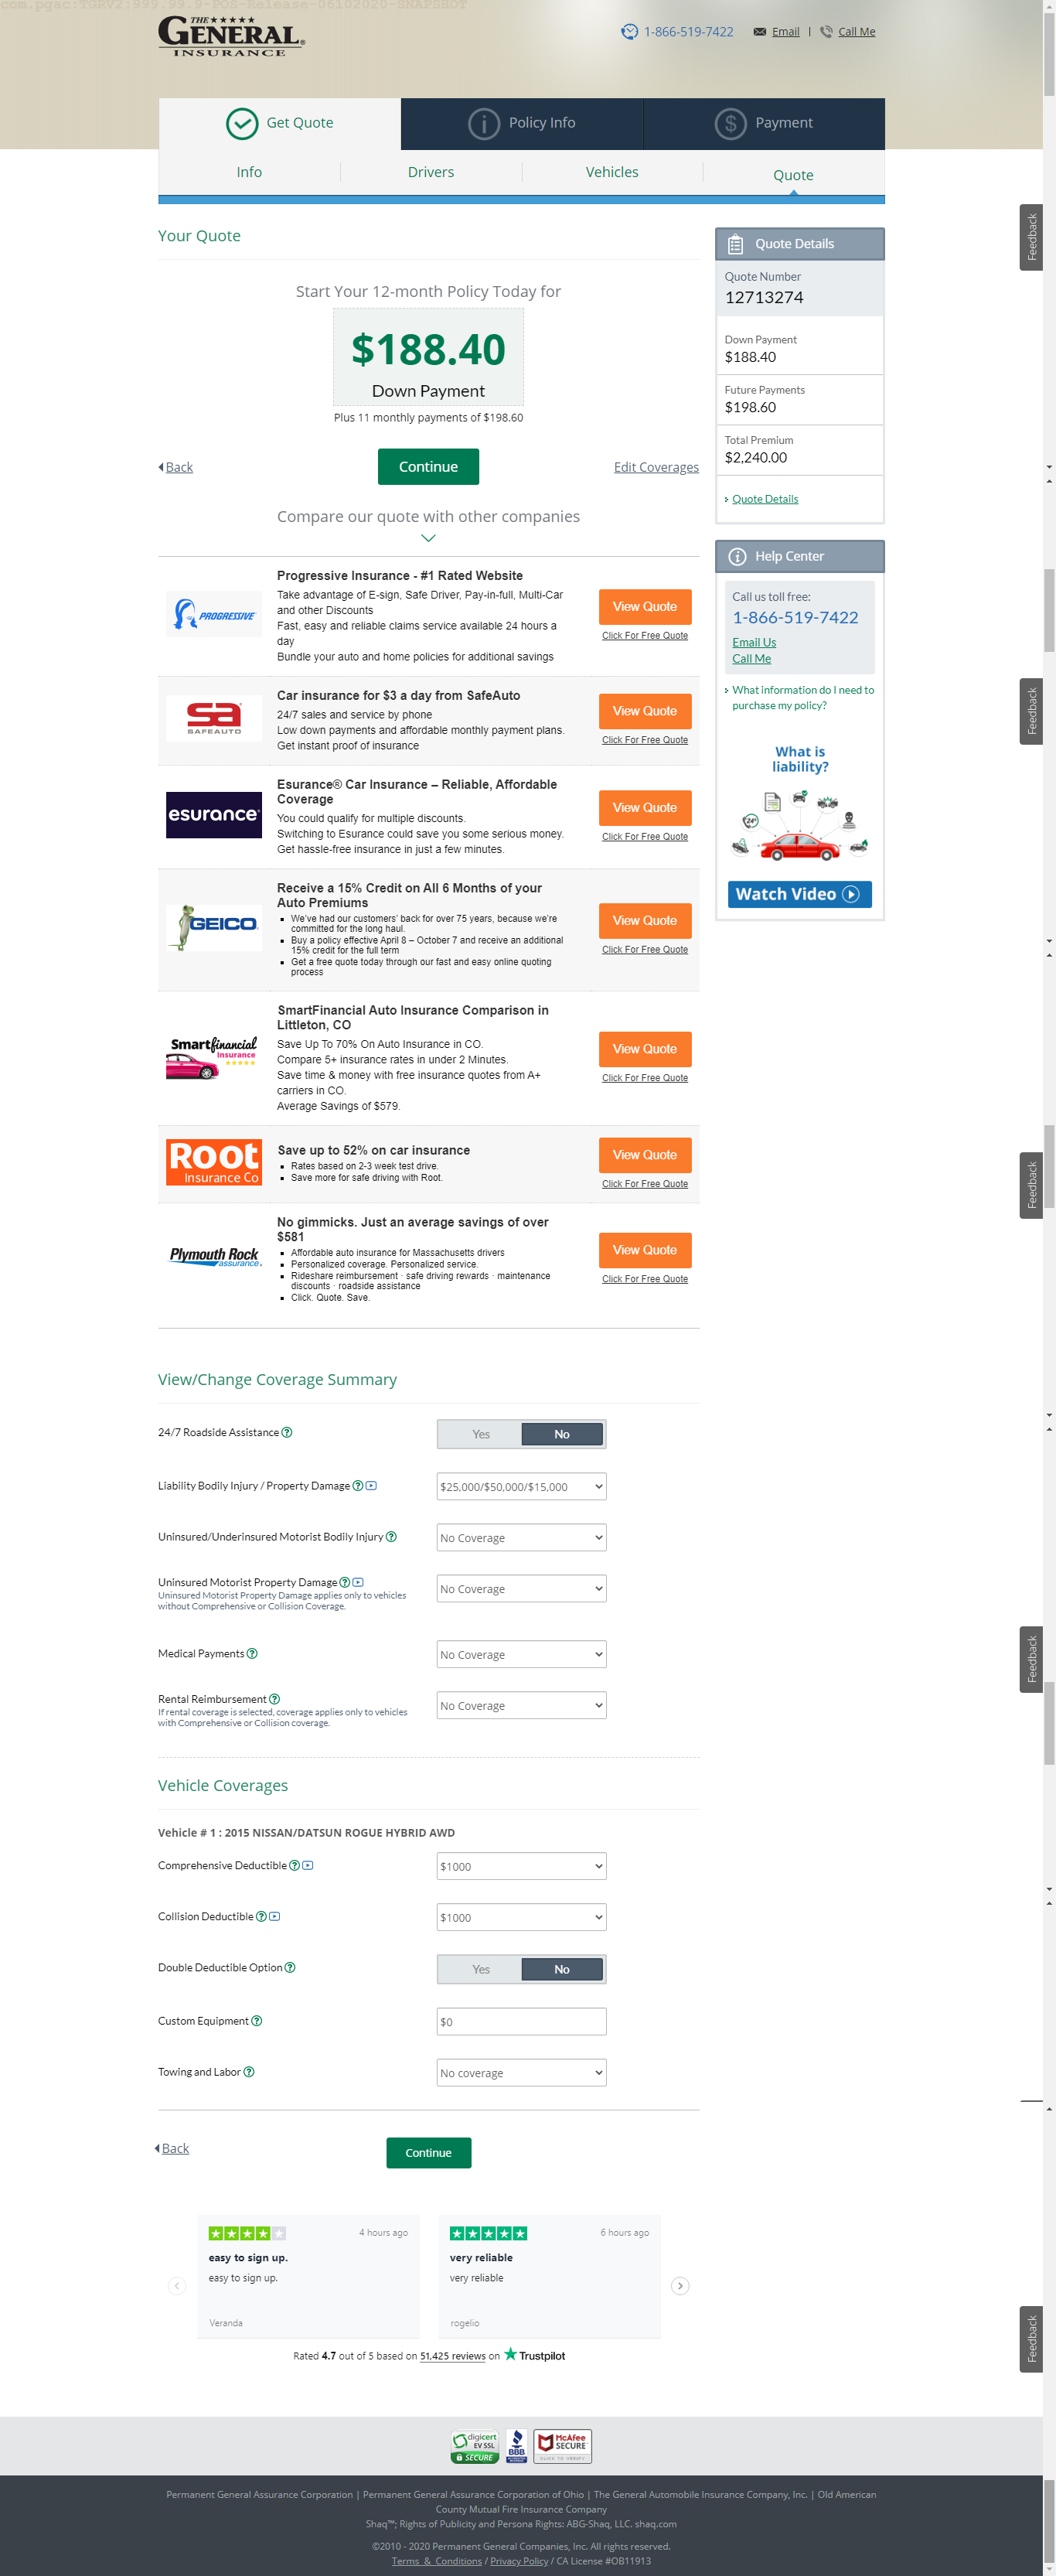 com.pgac:TGRV2:999.99.9-POS-Release-06102020-SNAPSHOT
THE
GENERAL®
INSURANCE
1-866-519-7422
Email | Call Me
Get Quote
Policy Info
Payment
Info
Drivers
Vehicles
Quote
Your Quote
Start Your 12-month Policy Today for
$188.40
Down Payment
Plus 11 monthly payments of $198.60
Back
Continue
Edit Coverages
Quote Details
Quote Number
12713274
Down Payment
$188.40
Future Payments
$198.60
Total Premium
$2,240.00
Quote Details
Help Center
Call us toll free:
1-866-519-7422
Email Us
Call Me
What information do I need to
purchase my policy?
What is
liability?
24
Watch Video
Feedback
Compare our quote with other companies
PROGRESSIVE
Progressive Insurance - #1 Rated Website
Take advantage of E-sign, Safe Driver, Pay-in-full, Multi-Car
and other Discounts
Fast, easy and reliable claims service available 24 hours a
day
Bundle your auto and home policies for additional savings
View Quote
Click For Free Quote
sa
SAFEAUTO
Car insurance for $3 a day from SafeAuto
24/7 sales and service by phone
Low down payments and affordable monthly payment plans.
Get instant proof of insurance
View Quote
Click For Free Quote
Feedback
esurance®
Esurance® Car Insurance – Reliable, Affordable
Coverage
You could qualify for multiple discounts.
Switching to Esurance could save you some serious money.
Get hassle-free insurance in just a few minutes.
View Quote
Click For Free Quote
GEICO
Receive a 15% Credit on All 6 Months of your
Auto Premiums
We've had our customers' back for over 75 years, because we're
committed for the long haul.
Buy a policy effective April 8 – October 7 and receive an additional
15% credit for the full term
Get a free quote today through our fast and easy online quoting
process
View Quote
Click For Free Quote
Smartfinancial
Insurance
SmartFinancial Auto Insurance Comparison in
Littleton, CO
Save Up To 70% On Auto Insurance in CO.
Compare 5+ insurance rates in under 2 Minutes.
Save time & money with free insurance quotes from A+
carriers in CO.
Average Savings of $579.
View Quote
Click For Free Quote
Root
Insurance Co
Save up to 52% on car insurance
Rates based on 2-3 week test drive.
Save more for safe driving with Root.
View Quote
Click For Free Quote
Feedback
Plymouth Rock
assurance.
No gimmicks. Just an average savings of over
$581
Affordable auto insurance for Massachusetts drivers
Personalized coverage. Personalized service.
Rideshare reimbursement · safe driving rewards · maintenance
discounts · roadside assistance
Click. Quote. Save.
View Quote
Click For Free Quote
View/Change Coverage Summary
24/7 Roadside Assistance
Yes No
Liability Bodily Injury / Property Damage
$25,000/$50,000/$15,000
Uninsured/Underinsured Motorist Bodily Injury
No Coverage
Uninsured Motorist Property Damage
Uninsured Motorist Property Damage applies only to vehicles
without Comprehensive or Collision Coverage.
No Coverage
Medical Payments
No Coverage
Feedback
Rental Reimbursement
If rental coverage is selected, coverage applies only to vehicles
with Comprehensive or Collision coverage.
No Coverage
Vehicle Coverages
Vehicle # 1 : 2015 NISSAN/DATSUN ROGUE HYBRID AWD
Comprehensive Deductible
$1000
Collision Deductible
$1000
Double Deductible Option
Yes No
Custom Equipment
$0
Towing and Labor
No coverage
Back
Continue
4 hours ago
easy to sign up.
easy to sign up.
Veranda
6 hours ago
very reliable
very reliable
rogelio
Feedback
Rated 4.7 out of 5 based on 51,425 reviews on Trustpilot
digicert
EV SSL
SECURE
BBB
McAfee
SECURE
CLICK TO VERIFY
Permanent General Assurance Corporation | Permanent General Assurance Corporation of Ohio | The General Automobile Insurance Company, Inc. | Old American
County Mutual Fire Insurance Company
Shaq™; Rights of Publicity and Persona Rights: ABG-Shaq, LLC. shaq.com
©2010 - 2020 Permanent General Companies, Inc. All rights reserved.
Terms & Conditions / Privacy Policy / CA License #OB11913